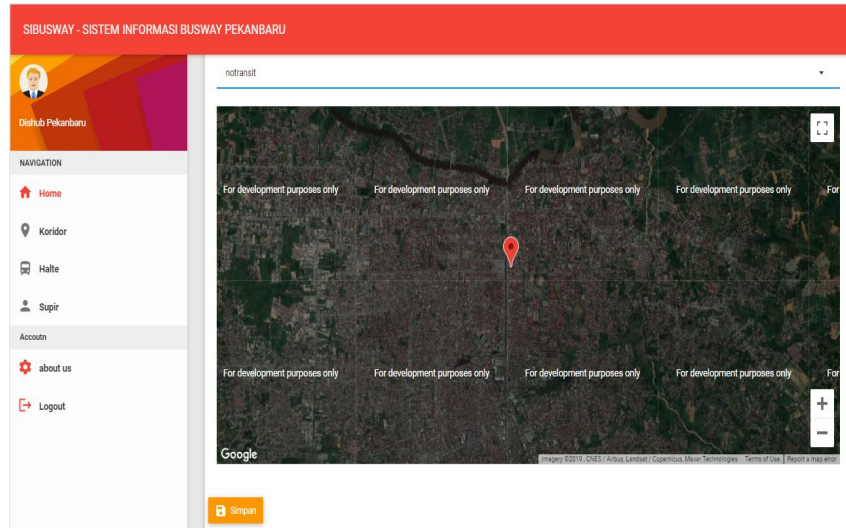 SIBUSWAY - SISTEM INFORMASI BUSWAY PEKANBARU
Dishub Pekanbaru
NAVIGATION
Home
Koridor
Halte
Supir
Accoutn
about us
Logout
notransit
For development purposes only For development purposes only For development purposes only For development purposes only For
For development purposes only For development purposes only For development purposes only For development purposes only For
Google
Imagery ©2019 , CNES / Airbus, Landsat / Copernicus, Maxar Technologies Terms of Use Report a map error
Simpan